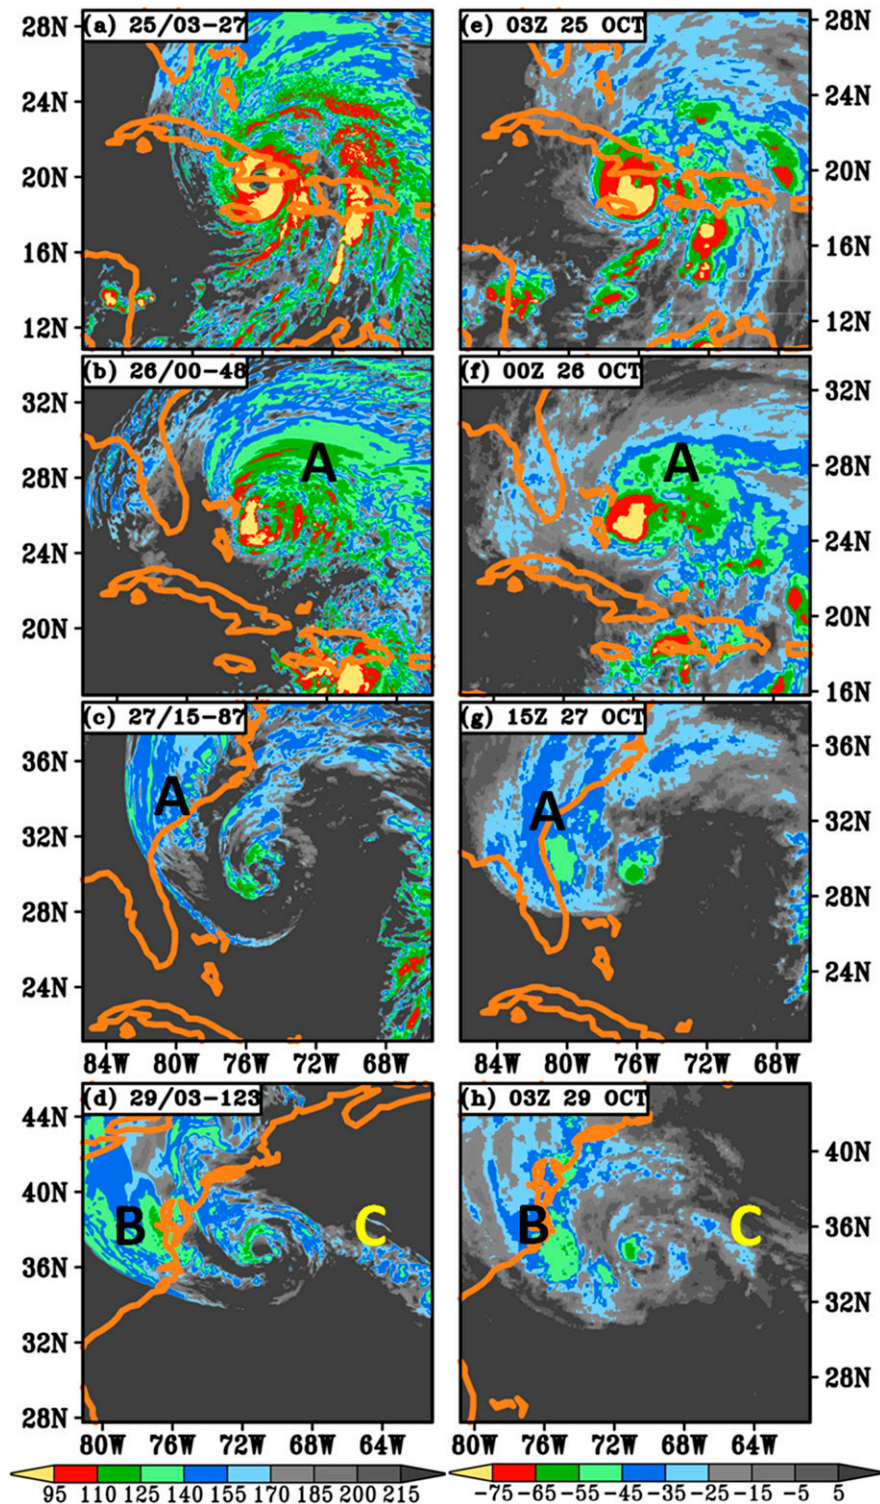 (a) 25/03-27
(e) 03Z 25 OCT
28N
24N
20N
16N
12N
28N
24N
20N
16N
12N
(b) 26/00-48
(f) 00Z 26 OCT
A
A
32N
28N
24N
20N
32N
28N
24N
20N
16N
(c) 27/15-87
(g) 15Z 27 OCT
A
A
36N
32N
28N
24N
36N
32N
28N
24N
84W 80W 76W 72W 68W
84W 80W 76W 72W 68W
(d) 29/03-123
(h) 03Z 29 OCT
B C
B C
44N
40N
36N
32N
28N
40N
36N
32N
28N
80W 76W 72W 68W 64W
80W 76W 72W 68W 64W
95 110 125 140 155 170 185 200 215
-75 -65 -55 -45 -35 -25 -15 -5 5